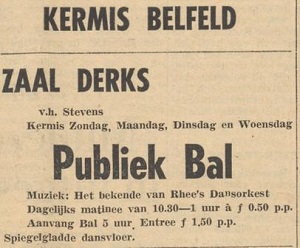 KERMIS BELFELD
ZAAL DERKS
v.h. Stevens
Kermis Zondag, Maandag, Dinsdag en Woensdag
Publiek Bal
Muziek: Het bekende van Rhee's Dansorkest
Dagelijks matinee van 10.30—1 uur à ƒ 0.50 p.p.
Aanvang Bal 5 uur. Entree ƒ 1,50 p.p.
Spiegelgladde dansvloer.